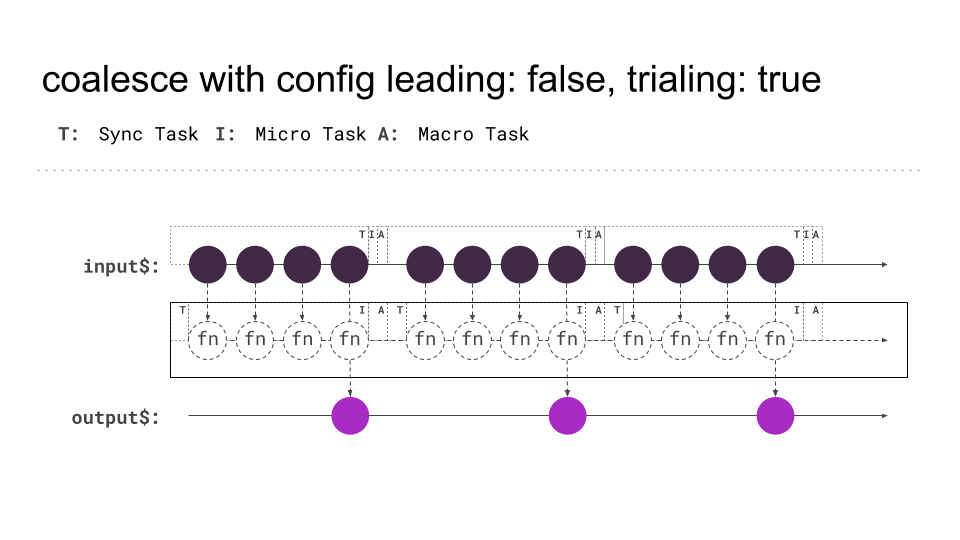 coalesce with config leading: false, trialing: true
T: Sync Task I: Micro Task A: Macro Task
T I A T I A T I A
input$:
T I A T I A T I A
fn fn fn fn fn fn fn fn fn fn fn fn
output$: